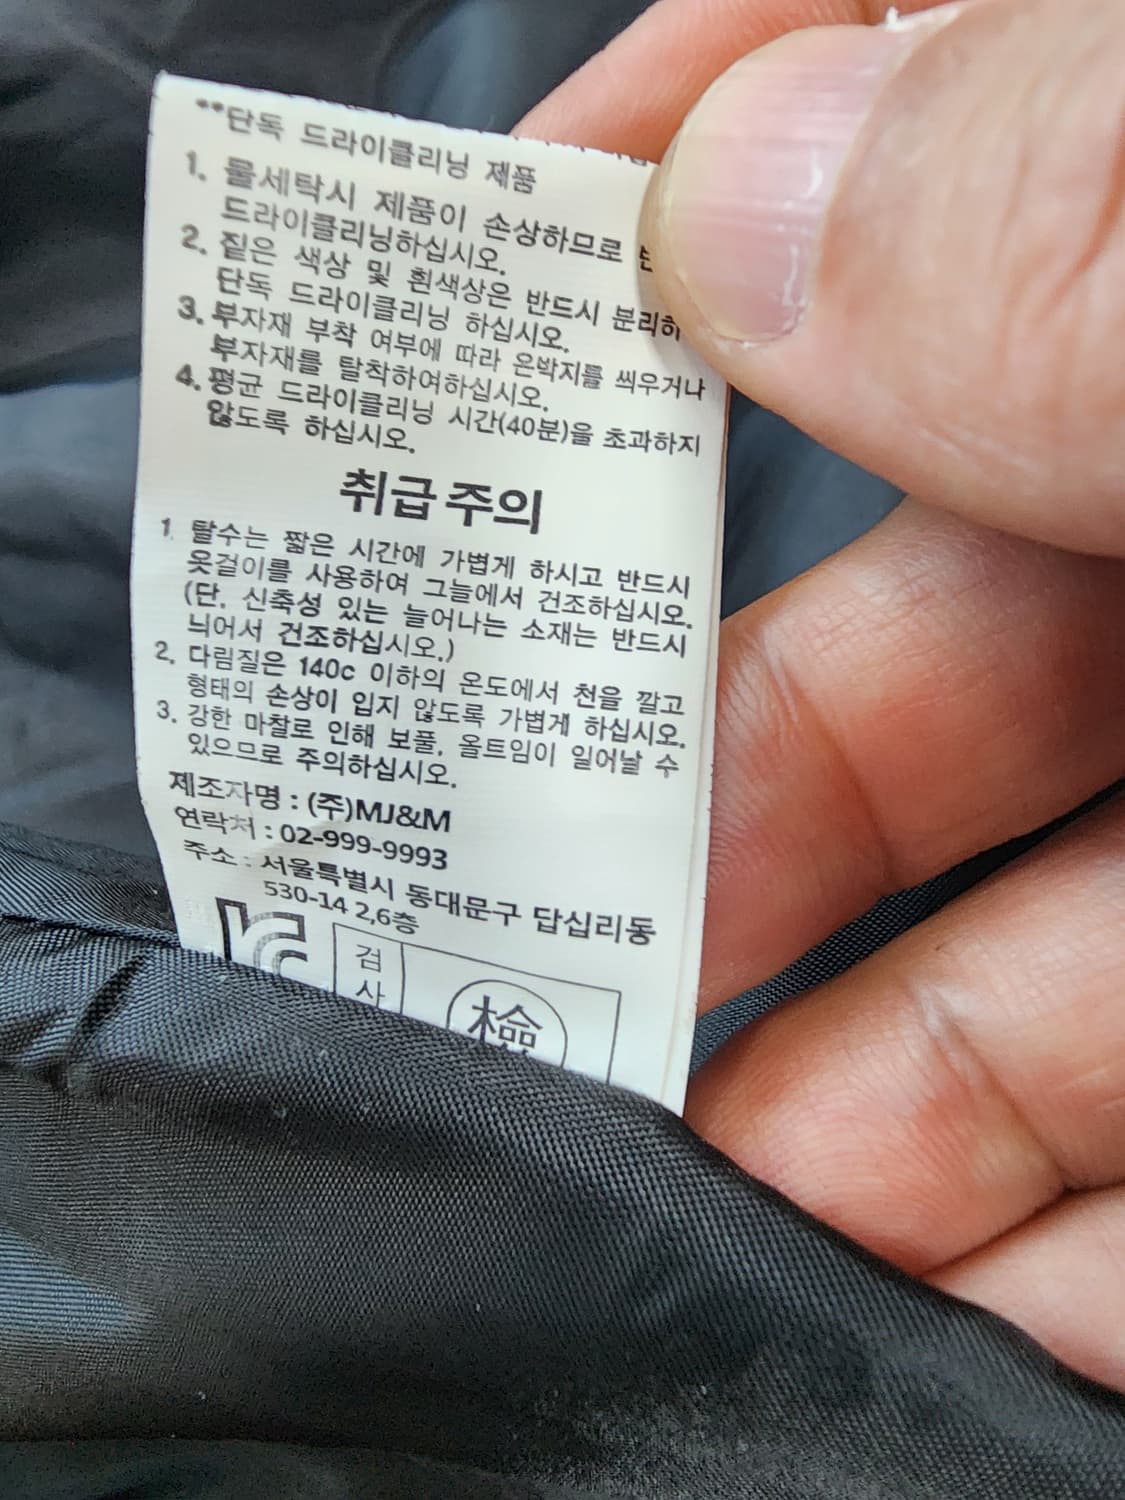 **단독 드라이클리닝 제품
1. 물세탁시 제품이 손상하므로
드라이클리닝하십시오.
2. 짙은 색상 및 흰색상은 반드시 분리하
단독 드라이클리닝 하십시오.
3. 부자재 부착 여부에 따라 은박지를 씌우거나
부자재를 탈착하여하십시오.
4. 평균 드라이클리닝 시간(40분)을 초과하지
않도록 하십시오.
취급주의
1. 탈수는 짧은 시간에 가볍게 하시고 반드시
옷걸이를 사용하여 그늘에서 건조하십시오.
(단. 신축성 있는 늘어나는 소재는 반드시
늬어서 건조하십시오.)
2. 다림질은 140c 이하의 온도에서 천을 깔고
형태의 손상이 입지 않도록 가볍게 하십시오.
3. 강한 마찰로 인해 보풀. 올트임이 일어날 수
있으므로 주의하십시오.
제조자명 : (주)MJ&M
연락처 : 02-999-9993
주소 : 서울특별시 동대문구 답십리동
530-14 2,6층
검
사
檢